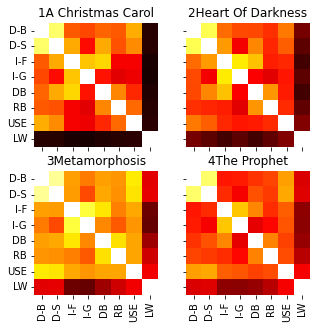 1A Christmas Carol
2Heart Of Darkness
D-B
D-S
I-F
I-G
DB
RB
USE
LW
3Metamorphosis
4The Prophet
D-B
D-S
I-F
I-G
DB
RB
USE
LW
D-B D-S I-F I-G DB RB USE LW
D-B D-S I-F I-G DB RB USE LW